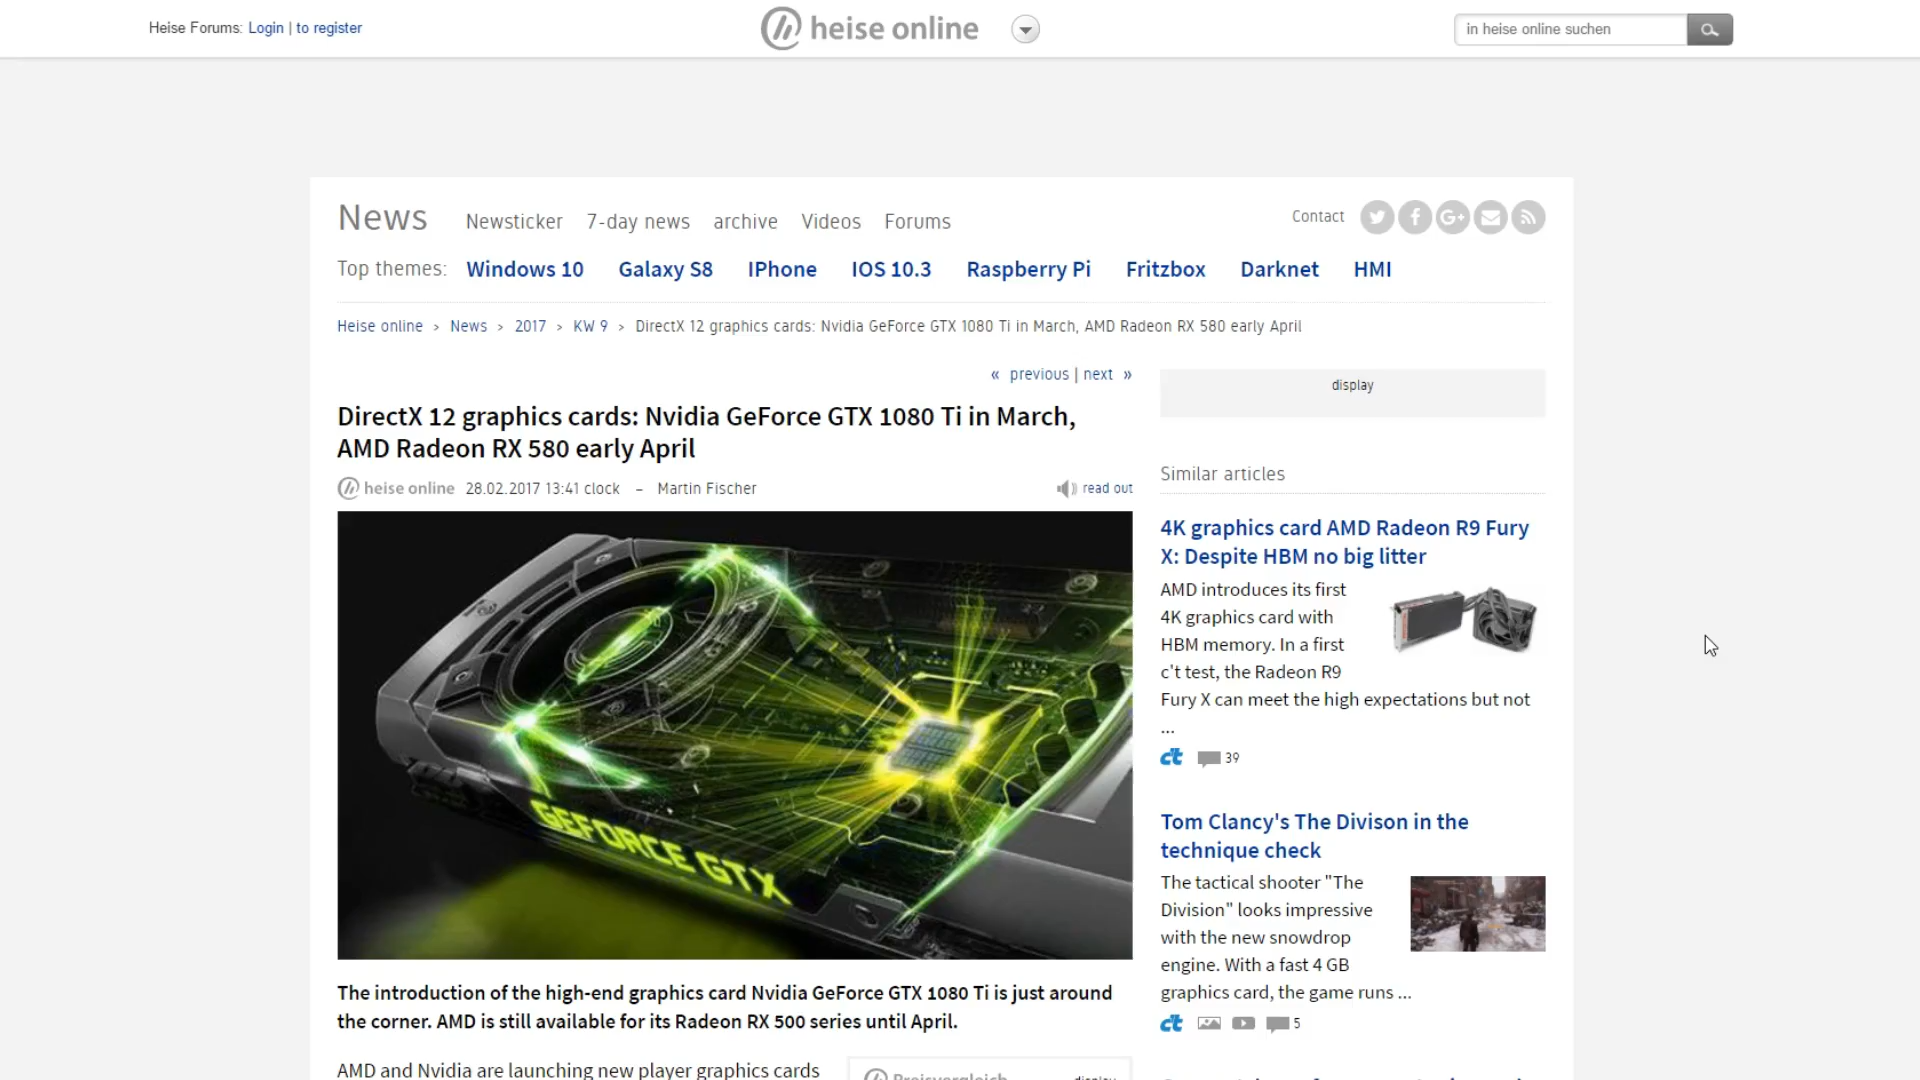 Heise Forums: Login | to register
heise online
in heise online suchen
News Newsticker 7-day news archive Videos Forums
Contact
Top themes: Windows 10 Galaxy S8 IPhone IOS 10.3 Raspberry Pi Fritzbox Darknet HMI
Heise online > News > 2017 > KW 9 > DirectX 12 graphics cards: Nvidia GeForce GTX 1080 Ti in March, AMD Radeon RX 580 early April
« previous | next »
DirectX 12 graphics cards: Nvidia GeForce GTX 1080 Ti in March,
AMD Radeon RX 580 early April
heise online 28.02.2017 13:41 clock – Martin Fischer
read out
GEFORCE GTX
The introduction of the high-end graphics card Nvidia GeForce GTX 1080 Ti is just around
the corner. AMD is still available for its Radeon RX 500 series until April.
AMD and Nvidia are launching new player graphics cards
Preisvergleich
display
display
Similar articles
4K graphics card AMD Radeon R9 Fury
X: Despite HBM no big litter
AMD introduces its first
4K graphics card with
HBM memory. In a first
c't test, the Radeon R9
Fury X can meet the high expectations but not
...
ct 39
Tom Clancy's The Divison in the
technique check
The tactical shooter "The
Division" looks impressive
with the new snowdrop
engine. With a fast 4 GB
graphics card, the game runs ...
ct 5